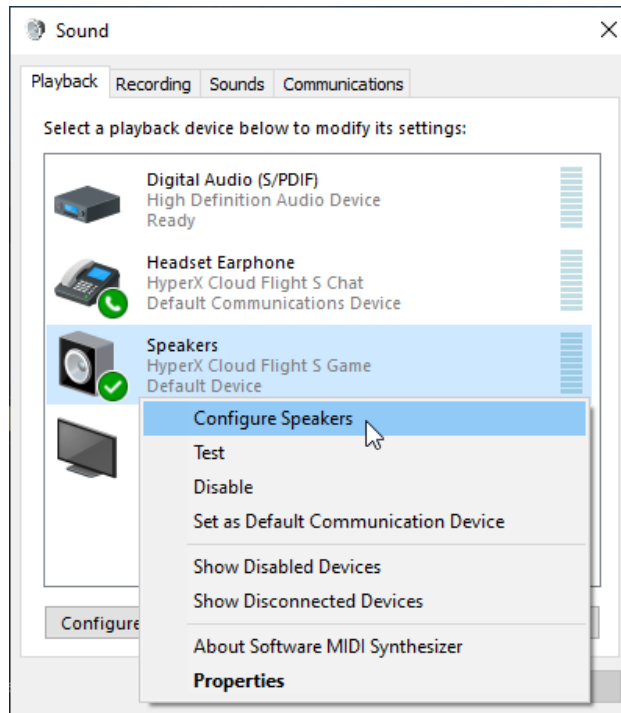 Sound
Playback
Recording
Sounds
Communications
Select a playback device below to modify its settings:
Digital Audio (S/PDIF)
High Definition Audio Device
Ready
Headset Earphone
HyperX Cloud Flight S Chat
Default Communications Device
Speakers
HyperX Cloud Flight S Game
Default Device
Configure Speakers
Test
Disable
Set as Default Communication Device
Show Disabled Devices
Show Disconnected Devices
Configure
About Software MIDI Synthesizer
Properties